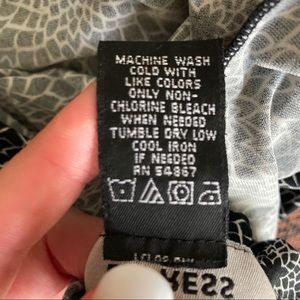 MACHINE WASH
COLD WITH
LIKE COLORS
ONLY NON-
CHLORINE BLEACH
WHEN NEEDED
TUMBLE DRY LOW
COOL IRON
IF NEEDED
RN 54867